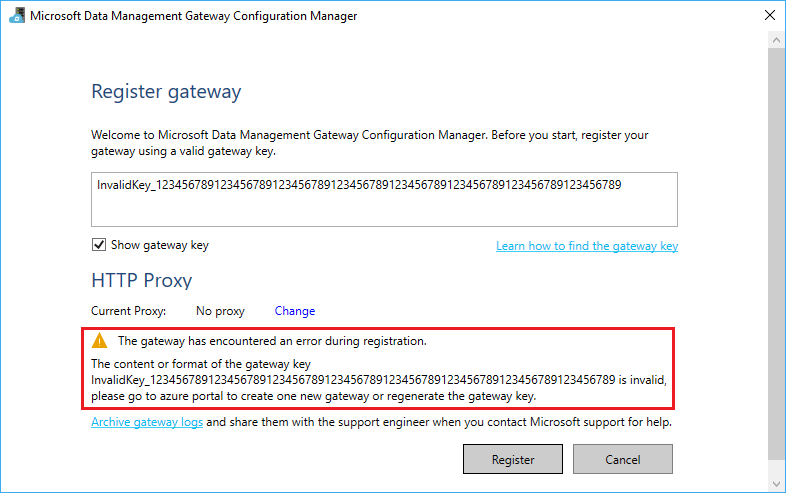 Microsoft Data Management Gateway Configuration Manager
Register gateway
Welcome to Microsoft Data Management Gateway Configuration Manager. Before you start, register your
gateway using a valid gateway key.
InvalidKey_123456789123456789123456789123456789123456789123456789123456789
Show gateway key
Learn how to find the gateway key
HTTP Proxy
Current Proxy: No proxy Change
The gateway has encountered an error during registration.
The content or format of the gateway key
InvalidKey_123456789123456789123456789123456789123456789123456789123456789 is invalid,
please go to azure portal to create one new gateway or regenerate the gateway key.
Archive gateway logs and share them with the support engineer when you contact Microsoft support for help.
Register Cancel